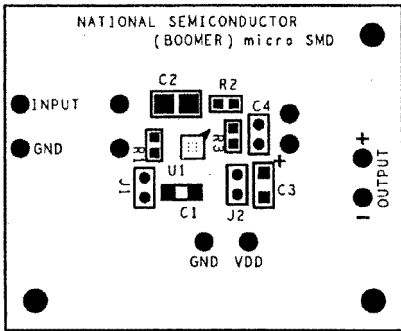 NATIONAL SEMICONDUCTOR
(BOOMER) micro SMD
C2
R2
C4
INPUT
GND
R1
R3
+
U1
+
J1
C1
J2
C3
OUTPUT
-
GND
VDD